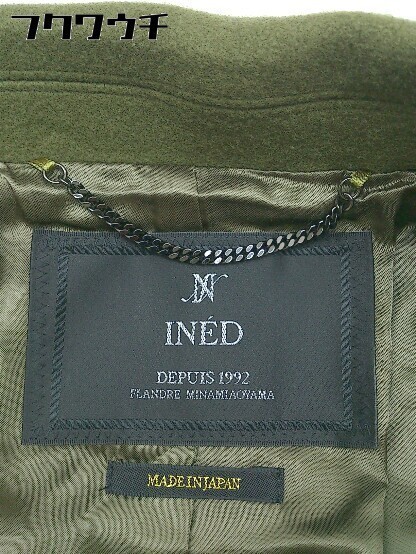 フクワウチ
INÉD
DEPUIS 1992
FLANDRE MINAMIAOYAMA
MADE IN JAPAN